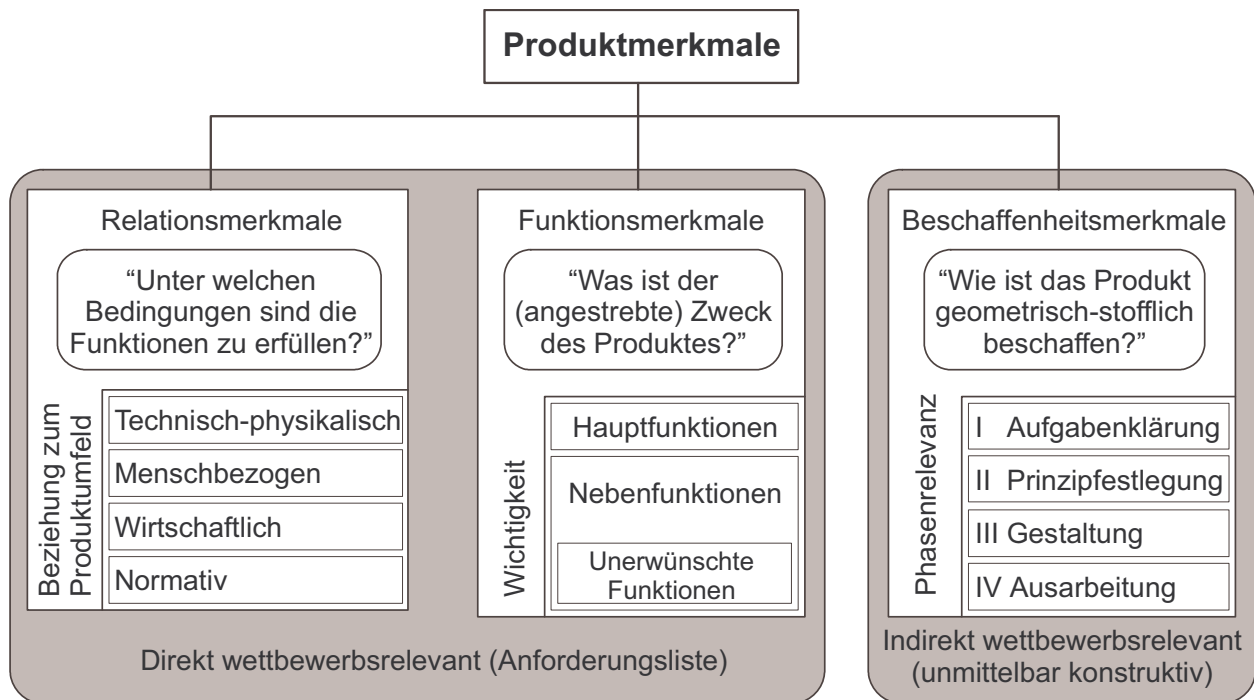 Produktmerkmale
Relationsmerkmale
“Unter welchen
Bedingungen sind die
Funktionen zu erfüllen?”
Beziehung zum
Produktumfeld
Technisch-physikalisch
Menschbezogen
Wirtschaftlich
Normativ
Funktionsmerkmale
“Was ist der
(angestrebte) Zweck
des Produktes?”
Wichtigkeit
Hauptfunktionen
Nebenfunktionen
Unerwünschte
Funktionen
Direkt wettbewerbsrelevant (Anforderungsliste)
Beschaffenheitsmerkmale
“Wie ist das Produkt
geometrisch-stofflich
beschaffen?”
Phasenrelevanz
I Aufgabenklärung
II Prinzipfestlegung
III Gestaltung
IV Ausarbeitung
Indirekt wettbewerbsrelevant
(unmittelbar konstruktiv)